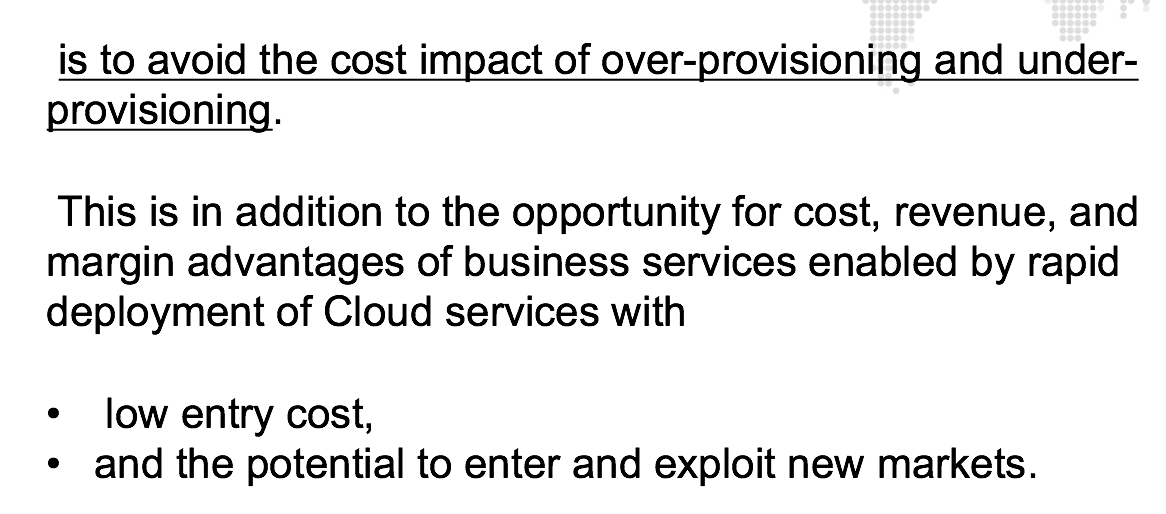 is to avoid the cost impact of over-provisioning and under-
provisioning.
This is in addition to the opportunity for cost, revenue, and
margin advantages of business services enabled by rapid
deployment of Cloud services with
• low entry cost,
• and the potential to enter and exploit new markets.